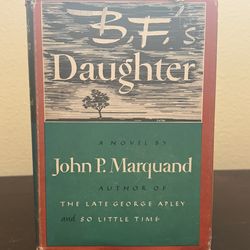 B.F.'s
Daughter
A NOVEL BY
John P. Marquand
AUTHOR OF
THE LATE GEORGE APLEY
and SO LITTLE TIME